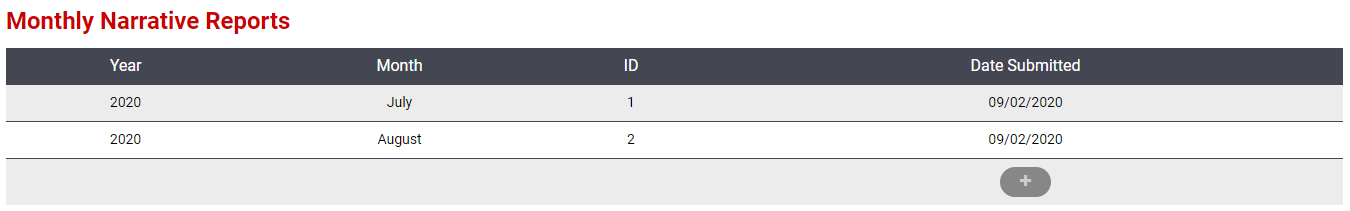 Monthly Narrative Reports
Year Month ID Date Submitted
2020 July 1 09/02/2020
2020 August 2 09/02/2020
+